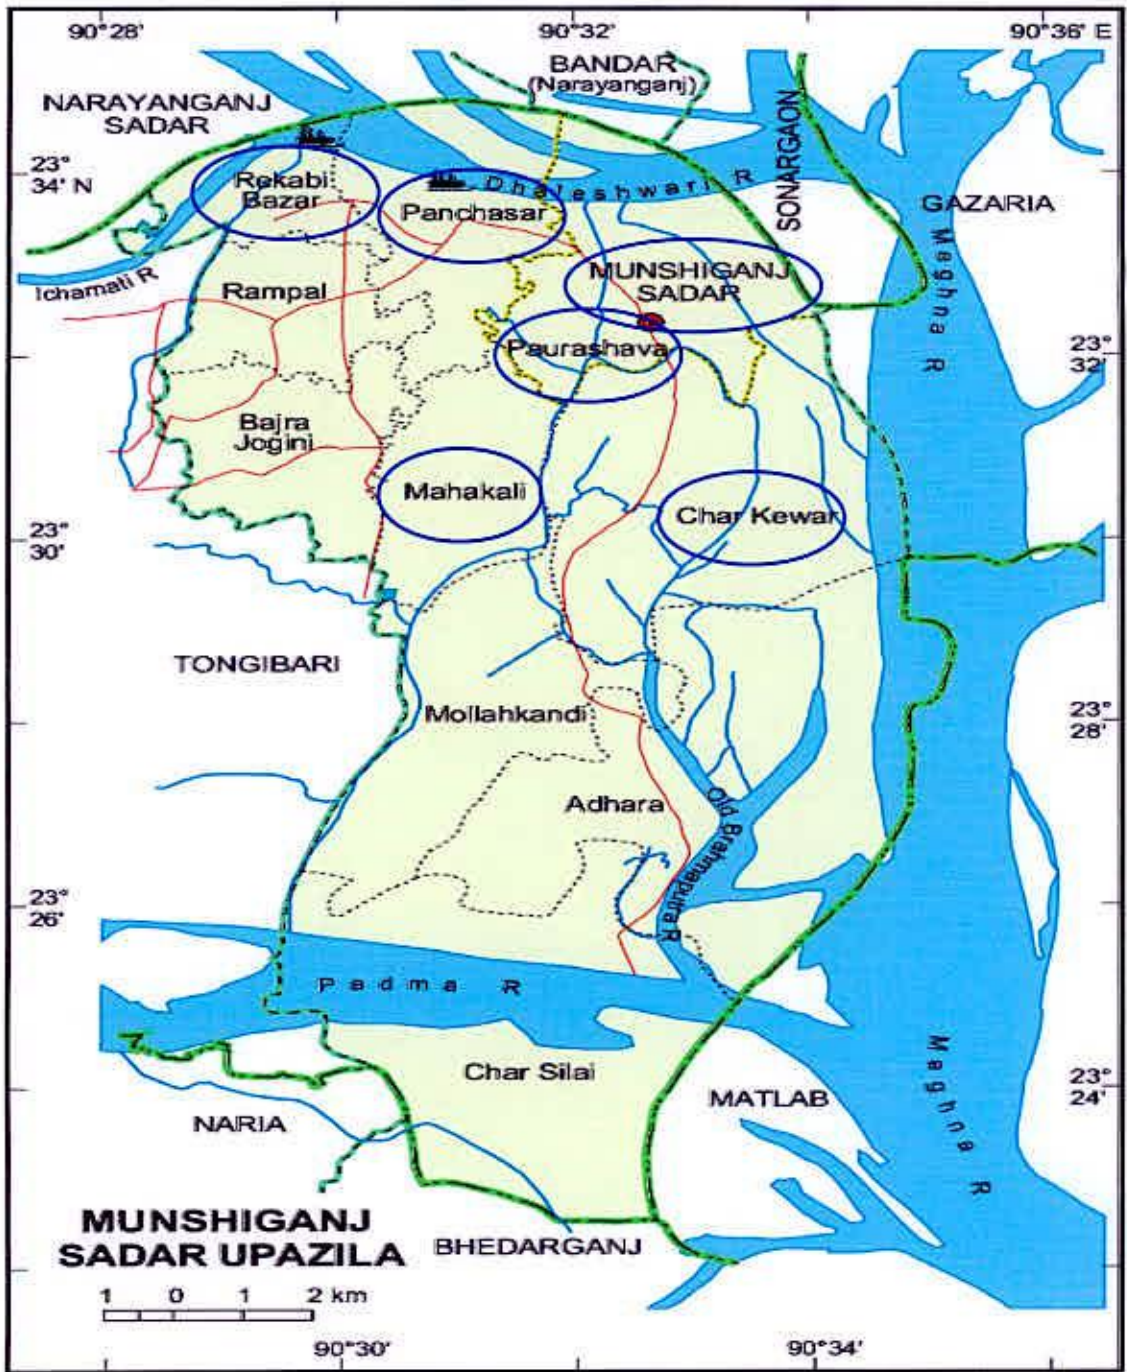 90°28'
90°32'
90°36' E
BANDAR
(Narayanganj)
NARAYANGANJ
SADAR
SONARGAON
23°
34' N
Rekabi
Bazar
Panchasar
Dhaleshwari R
GAZARIA
Ichamati R
Rampal
MUNSHIGANJ
SADAR
Meghna R
Paurashava
23°
32'
Bajra
Jogini
Mahakali
Char Kewar
23°
30'
TONGIBARI
Mollahkandi
23°
28'
Adhara
Old Brahmaputra R
23°
26'
Padma R
Char Silai
Meghna R
MATLAB
23°
24'
NARIA
MUNSHIGANJ
SADAR UPAZILA
BHEDARGANJ
1 0 1 2 km
90°30'
90°34'